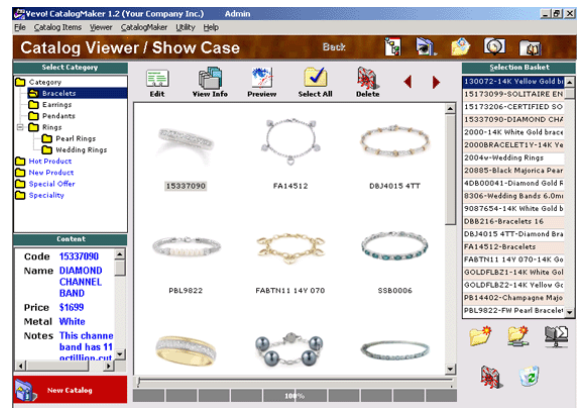 Vevo! CatalogMaker 1.2 (Your Company Inc.) Admin
File Catalog Items Viewer CatalogMaker Utility Help
Catalog Viewer / Show Case
Back
Select Category
Category
Bracelets
Earrings
Pendants
Rings
Pearl Rings
Wedding Rings
Hot Product
New Product
Special Offer
Speciality
Content
Code 15337090
Name DIAMOND
CHANNEL
BAND
Price $1699
Metal White
Notes This channe
band has 11
octillion cut
New Catalog
Edit
View Info
Preview
Select All
Delete
15337090
FA14512
DBJ4015 4TT
PBL9822
FABTN11 14Y 070
SSB0006
100%
Selection Basket
130072-14K Yellow Gold br
15173099-SOLITAIRE EN
15173206-CERTIFIED SO
15337090-DIAMOND CHA
2000-14K White Gold brace
2000BRACELET1Y-14K Ye
2004w-Wedding Rings
20885-Black Majorica Pear
4DB00041-Diamond Gold R
8306-Wedding Bands 6.0m
9087654-14K White Gold b
DBB216-Bracelets 16
DBJ4015 4TT-Diamond Bra
FA14512-Bracelets
FABTN11 14Y 070-14K Go
GOLDFLBZ1-14K White Gol
GOLDFLBZ2-14K Yellow Go
PB14402-Champagne Majo
PBL9822-FW Pearl Bracelet